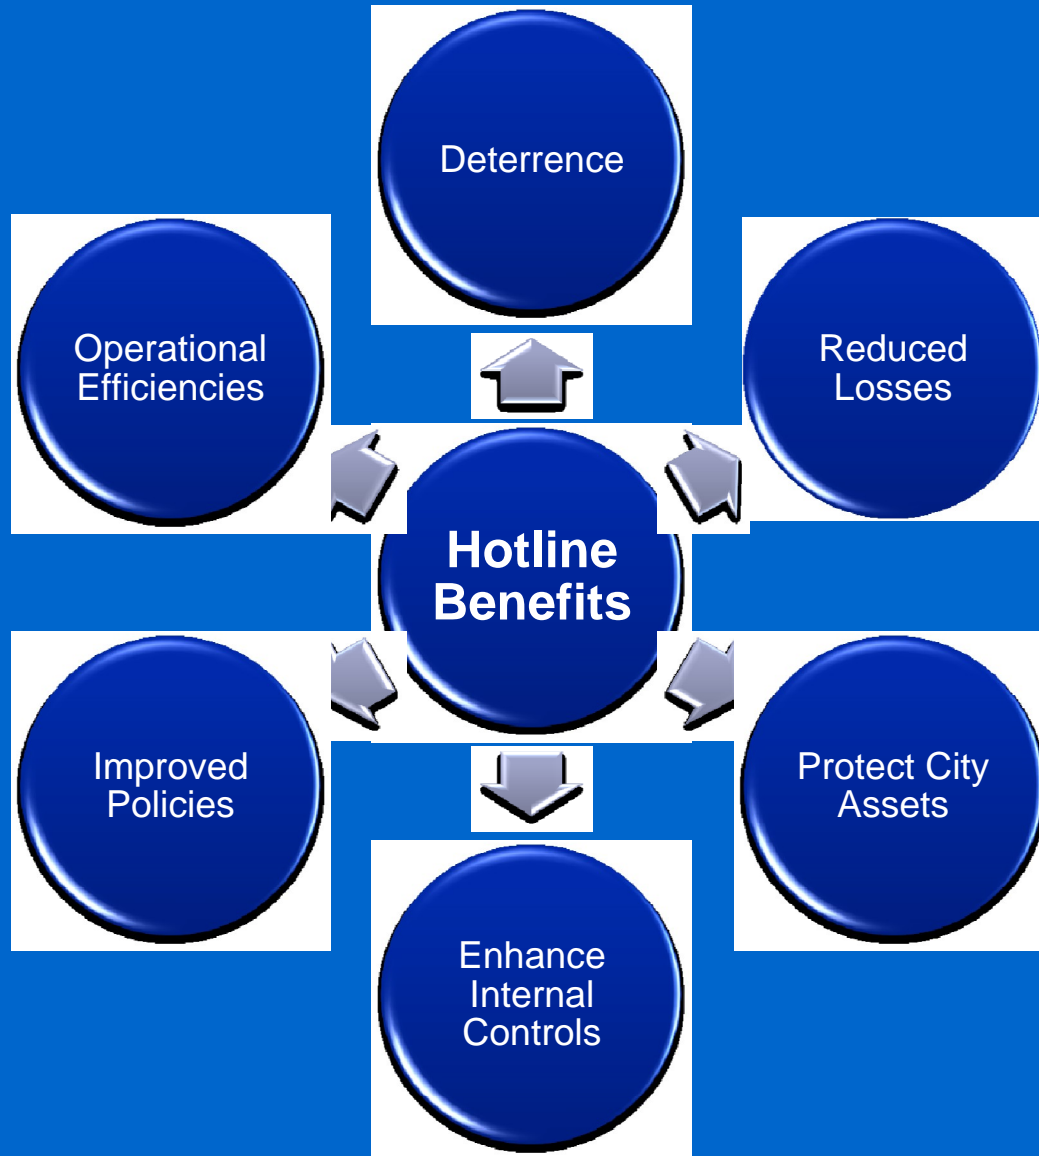 Deterrence
Operational
Efficiencies
Reduced
Losses
Hotline
Benefits
Improved
Policies
Protect City
Assets
Enhance
Internal
Controls